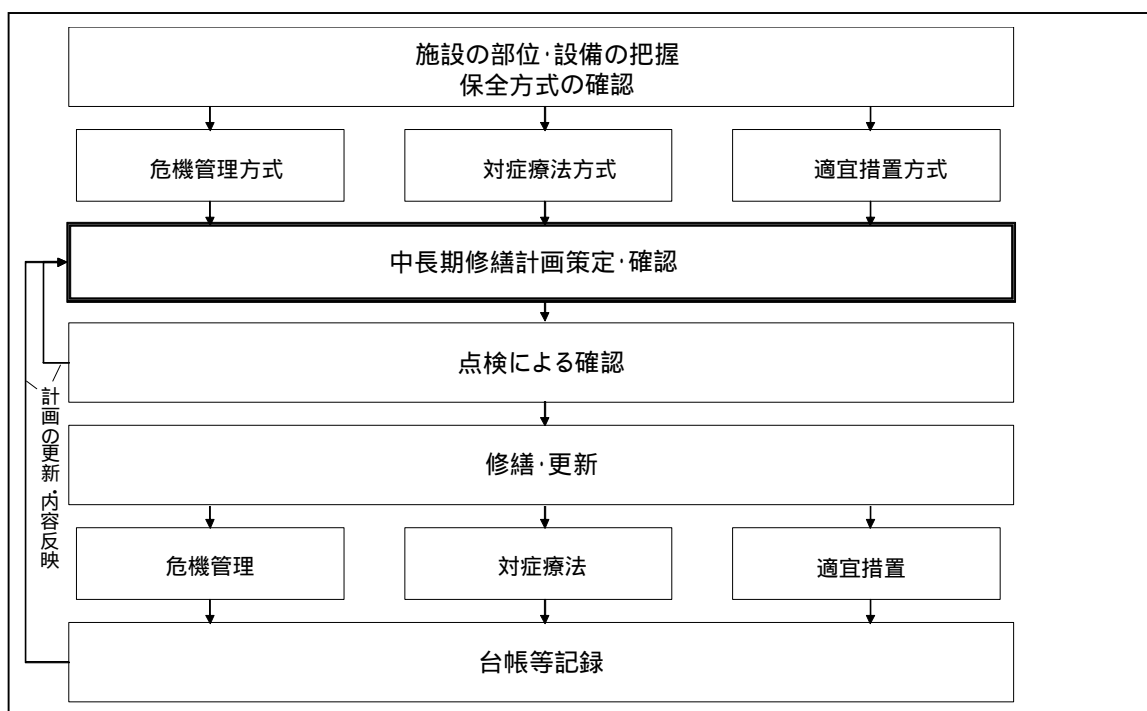 施設の部位･設備の把握
保全方式の確認
危機管理方式
対症療法方式
適宜措置方式
中長期修繕計画策定･確認
点検による確認
計画の更新･内容反映
修繕･更新
危機管理
対症療法
適宜措置
台帳等記録